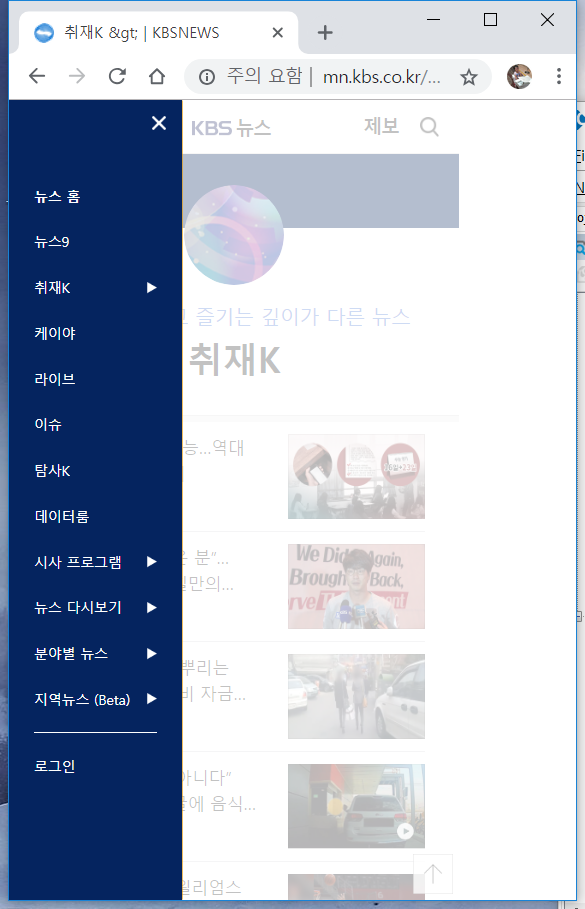 취재K &gt; | KBSNEWS
주의 요함 | mn.kbs.co.kr/...
KBS 뉴스
제보
뉴스 홈
뉴스9
취재K
케이야
라이브
이슈
탐사K
데이터룸
시사 프로그램
뉴스 다시보기
분야별 뉴스
지역뉴스 (Beta)
로그인
즐기는 깊이가 다른 뉴스
취재K
능...역대
분”...
일만의...
We Did Again,
Brought Back,
뿌리는
비 자금...
아니다”
글에 음식...
윌리엄스